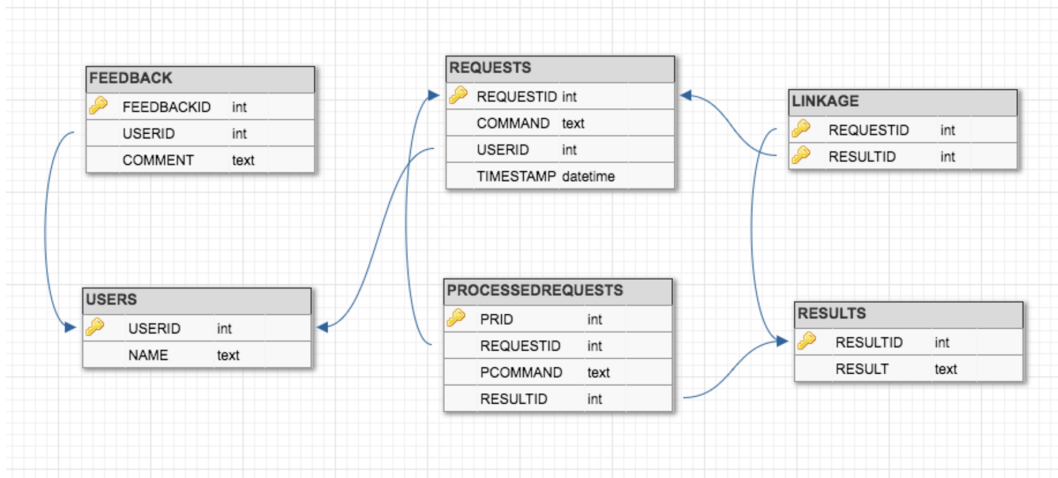 FEEDBACK
FEEDBACKID int
USERID int
COMMENT text
REQUESTS
REQUESTID int
COMMAND text
USERID int
TIMESTAMP datetime
LINKAGE
REQUESTID int
RESULTID int
USERS
USERID int
NAME text
PROCESSEDREQUESTS
PRID int
REQUESTID int
PCOMMAND text
RESULTID int
RESULTS
RESULTID int
RESULT text